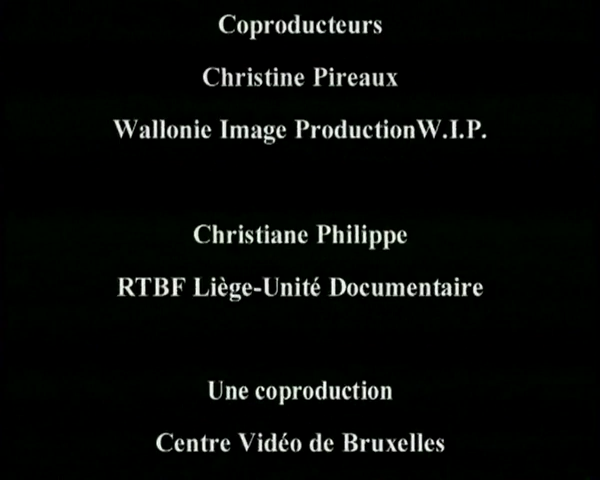 Coproducteurs
Christine Pireaux
Wallonie Image ProductionW.I.P.
Christiane Philippe
RTBF Liège-Unité Documentaire
Une coproduction
Centre Vidéo de Bruxelles